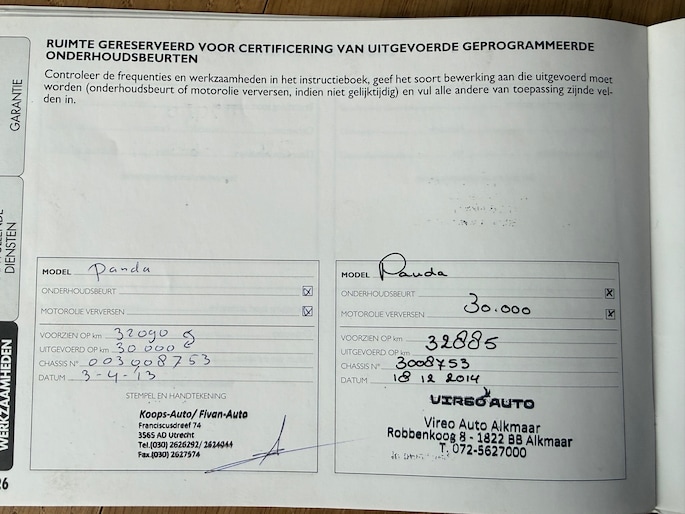 RUIMTE GERESERVEERD VOOR CERTIFICERING VAN UITGEVOERDE GEPROGRAMMEERDE
ONDERHOUDSBEURTEN
Controleer de frequenties en werkzaamheden in het instructieboek, geef het soort bewerking aan die uitgevoerd moet
worden (onderhoudsbeurt of motorolie verversen, indien niet gelijktijdig) en vul alle andere van toepassing zijnde vel-
den in.
GARANTIE
DIENSTEN
WERKZAAMHEDEN
26
MODEL Panda
ONDERHOUDSBEURT X
MOTOROLIE VERVERSEN X
VOORZIEN OP km 32090
UITGEVOERD OP km 30000
CHASSIS N° 003008753
DATUM 3-4-'13
STEMPEL EN HANDTEKENING
Koops-Auto/ Fivan-Auto
Franciscusdreef 74
3565 AD Utrecht
Tel.(030) 2626292/ 2624044
Fax.(030) 2627574
MODEL Panda
ONDERHOUDSBEURT X
MOTOROLIE VERVERSEN 30.000 X
VOORZIEN OP km 32885
UITGEVOERD OP km
CHASSIS N° 3008753
DATUM 18 12 2014
VIREO AUTO
Vireo Auto Alkmaar
Robbenkoog 8 - 1822 BB Alkmaar
T. 072-5627000